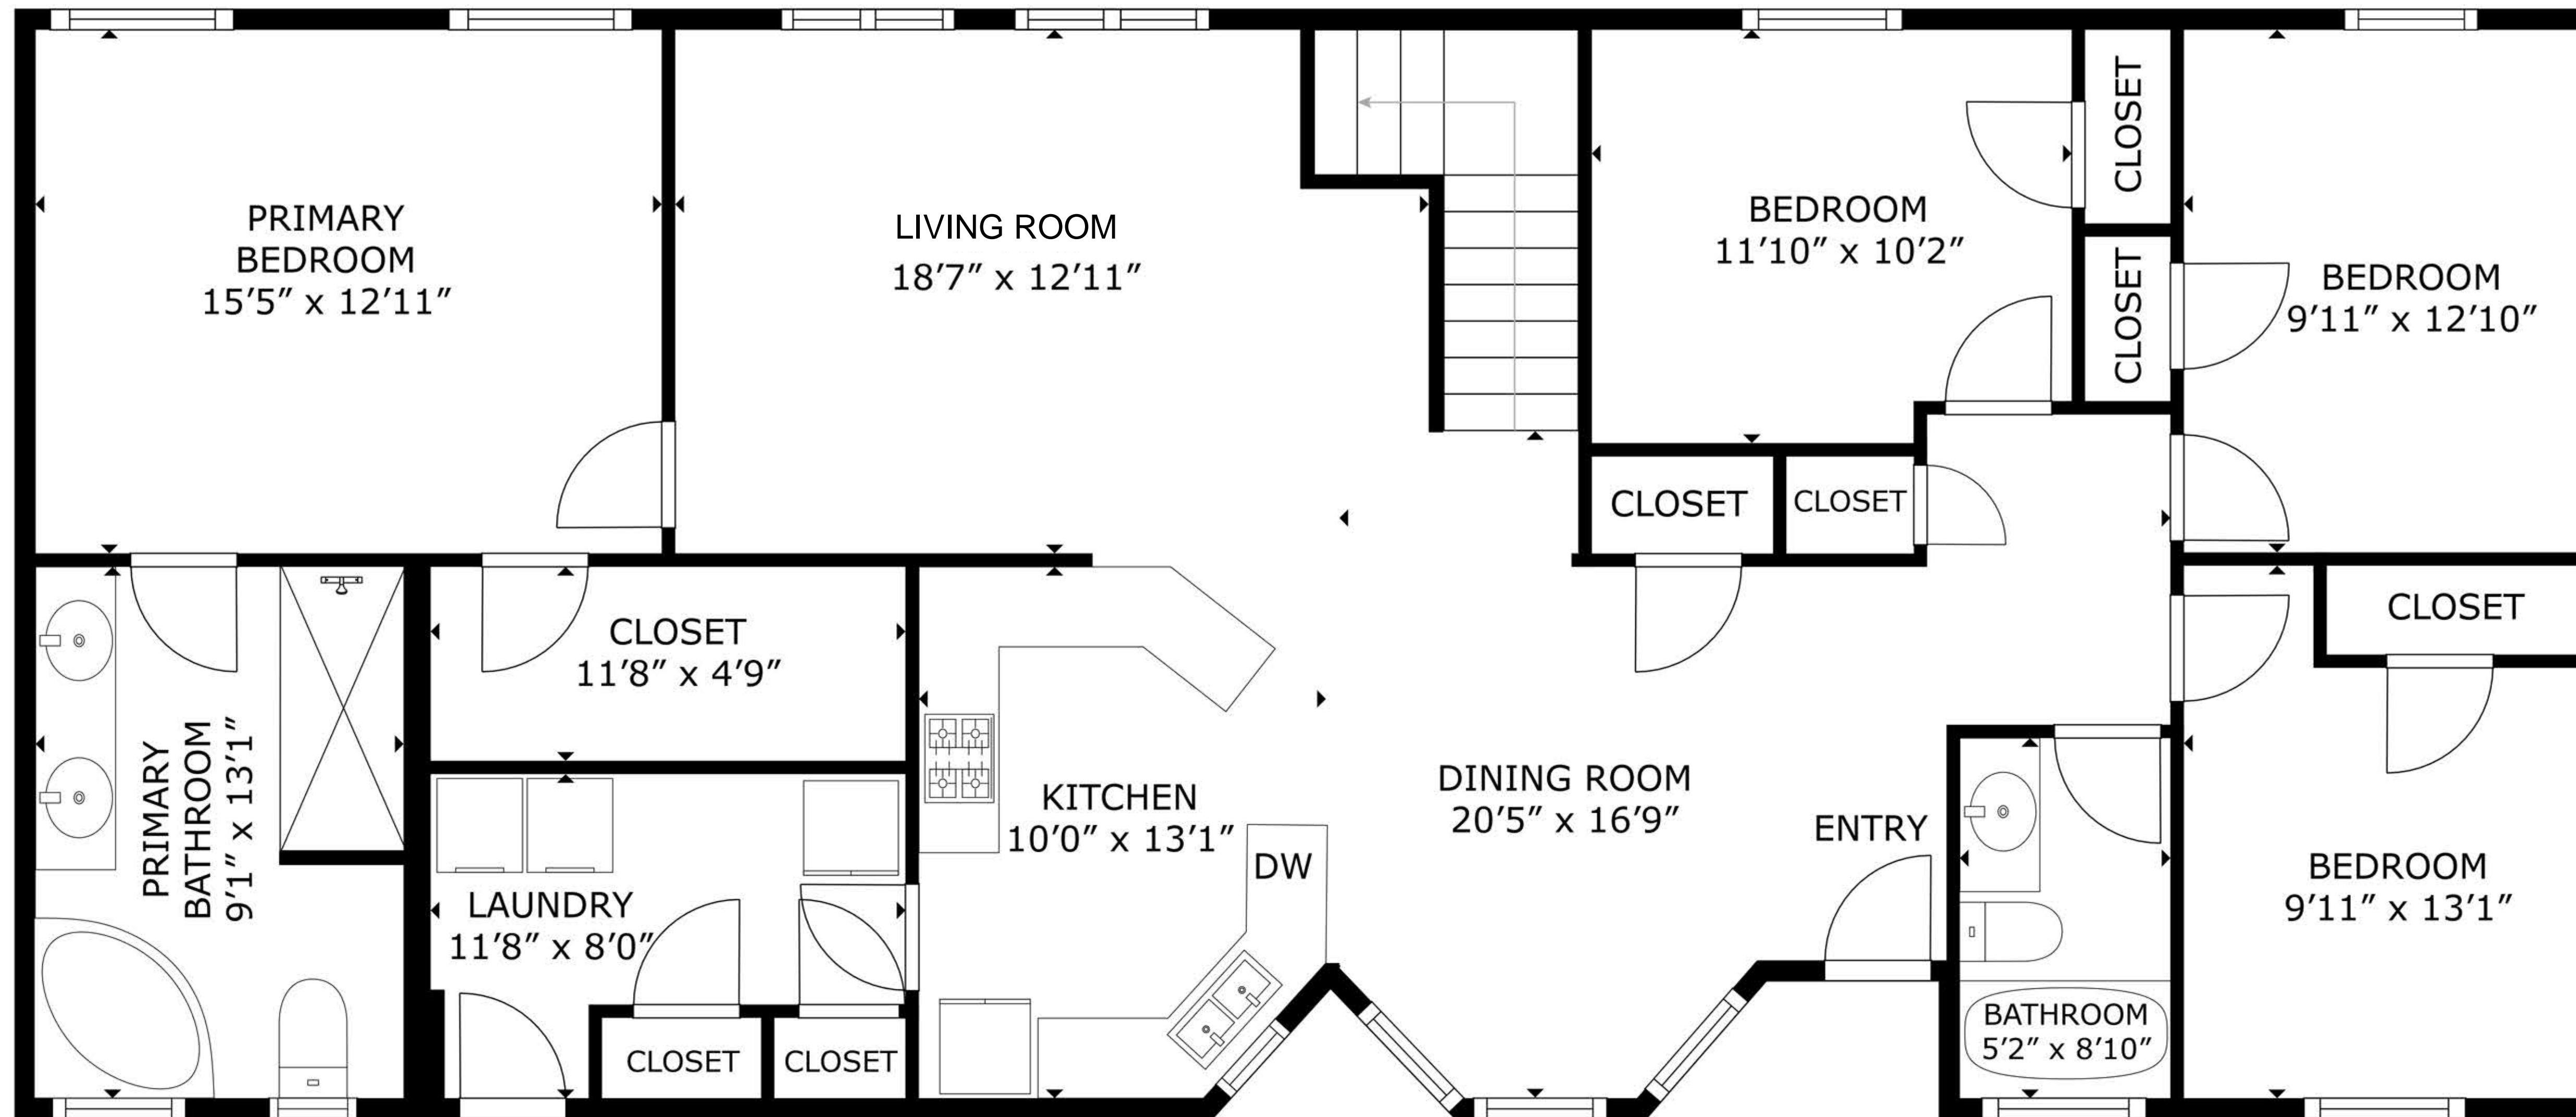 PRIMARY
BEDROOM
15′5″ x 12′11″
LIVING ROOM
18′7″ x 12′11″
BEDROOM
11′10″ x 10′2″
CLOSET
CLOSET
BEDROOM
9′11″ x 12′10″
CLOSET
CLOSET
PRIMARY
BATHROOM
9′1″ x 13′1″
CLOSET
11′8″ x 4′9″
LAUNDRY
11′8″ x 8′0″
CLOSET
CLOSET
KITCHEN
10′0″ x 13′1″
DW
DINING ROOM
20′5″ x 16′9″
ENTRY
BATHROOM
5′2″ x 8′10″
CLOSET
BEDROOM
9′11″ x 13′1″